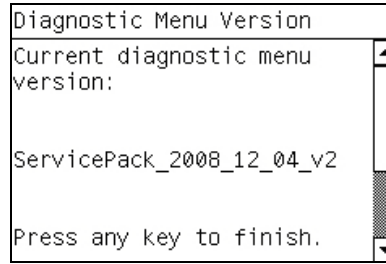 Diagnostic Menu Version
Current diagnostic menu
version:
ServicePack_2008_12_04_v2
Press any key to finish.